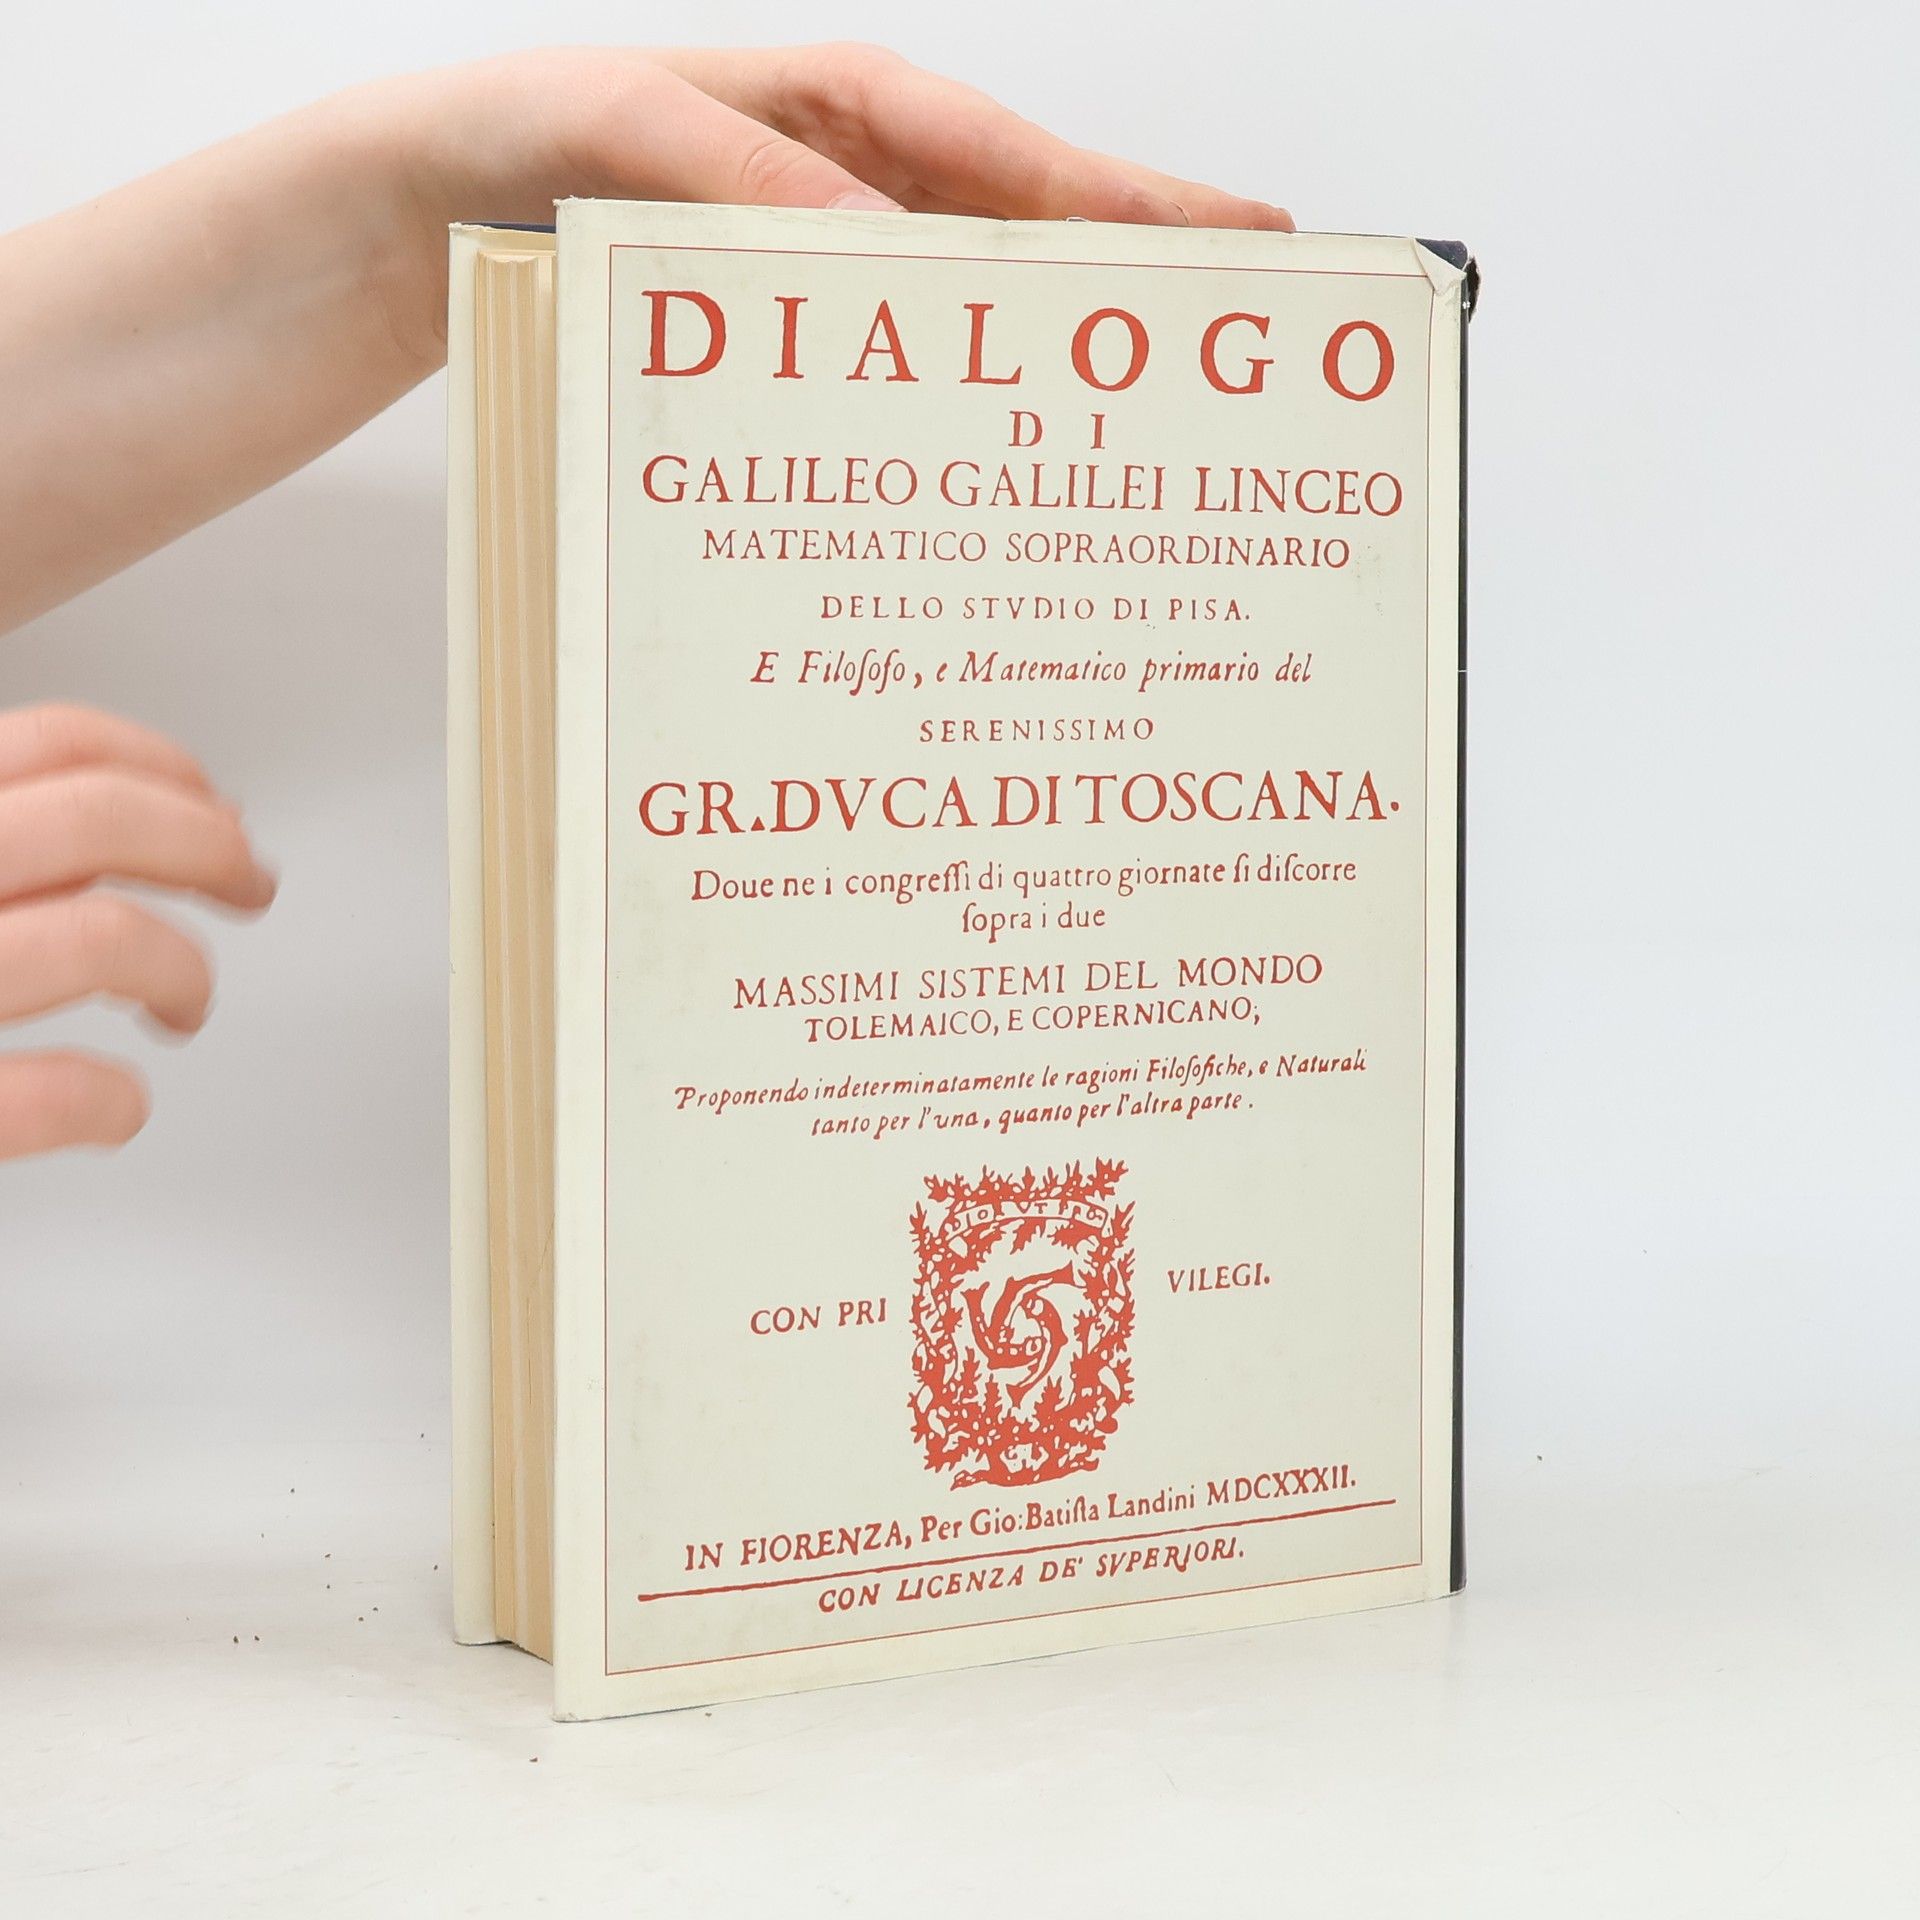 DIALOGO
DI
GALILEO GALILEI LINCEO
MATEMATICO SOPRAORDINARIO
DELLO STVDIO DI PISA.
E Filoſofo, e Matematico primario del
SERENISSIMO
GR. DVCA DI TOSCANA.
Doue ne i congreſſi di quattro giornate ſi diſcorre
ſopra i due
MASSIMI SISTEMI DEL MONDO
TOLEMAICO, E COPERNICANO;
Proponendo indeterminatamente le ragioni Filoſofiche, e Naturali
tanto per l'una, quanto per l'altra parte.
CON PRI VILEGI.
IN FIORENZA, Per Gio: Batiſta Landini MDCXXXII.
CON LICENZA DE' SVPERIORI.